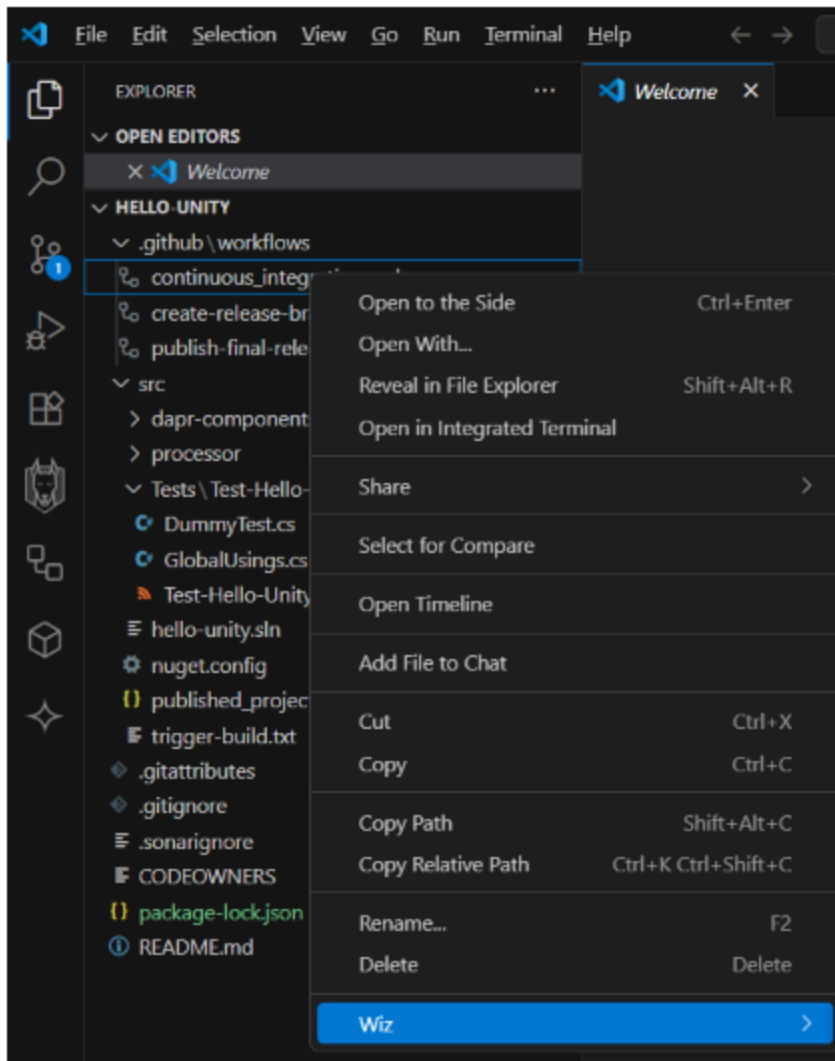 File Edit Selection View Go Run Terminal Help
EXPLORER
Welcome
OPEN EDITORS
Welcome
HELLO-UNITY
.github\workflows
1
create-release-br
publish-final-rele
src
dapr-component
processor
Tests\Test-Hello-
DummyTest.cs
GlobalUsings.cs
Test-Hello-Unity
hello-unity.sln
nuget.config
published_projec
trigger-build.txt
.gitattributes
.gitignore
.sonarignore
CODEOWNERS
package-lock.json
README.md
Open to the Side Ctrl+Enter
Open With...
Reveal in File Explorer Shift+Alt+R
Open in Integrated Terminal
Share
Select for Compare
Open Timeline
Add File to Chat
Cut Ctrl+X
Copy Ctrl+C
Copy Path Shift+Alt+C
Copy Relative Path Ctrl+K Ctrl+Shift+C
Rename... F2
Delete Delete
Wiz